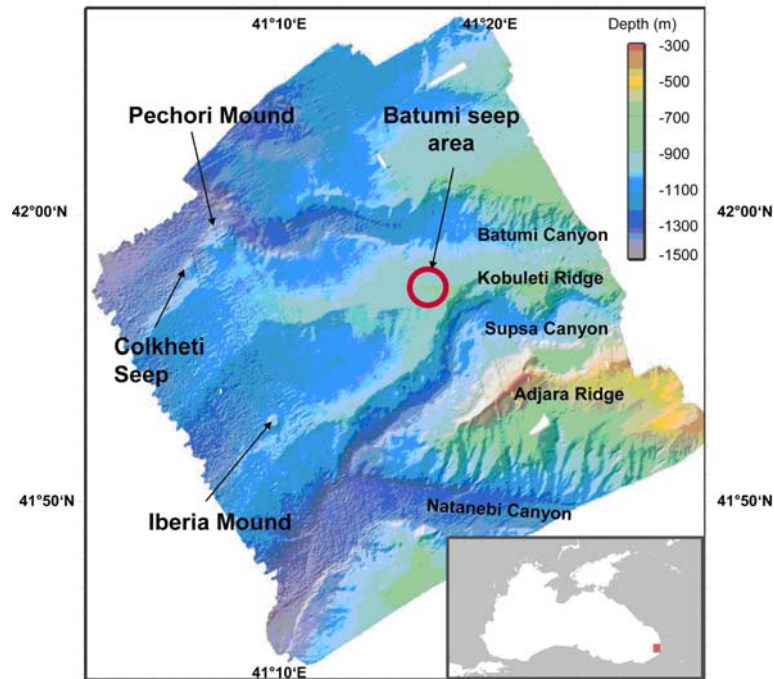 41°10'E
41°20'E
Depth (m)
-300
-500
-700
-900
-1100
-1300
-1500
Pechori Mound
Batumi seep
area
42°00'N
42°00'N
Batumi Canyon
Kobuleti Ridge
Supsa Canyon
Colkheti
Seep
Adjara Ridge
41°50'N
41°50'N
Iberia Mound
Natanebi Canyon
41°10'E
41°20'E